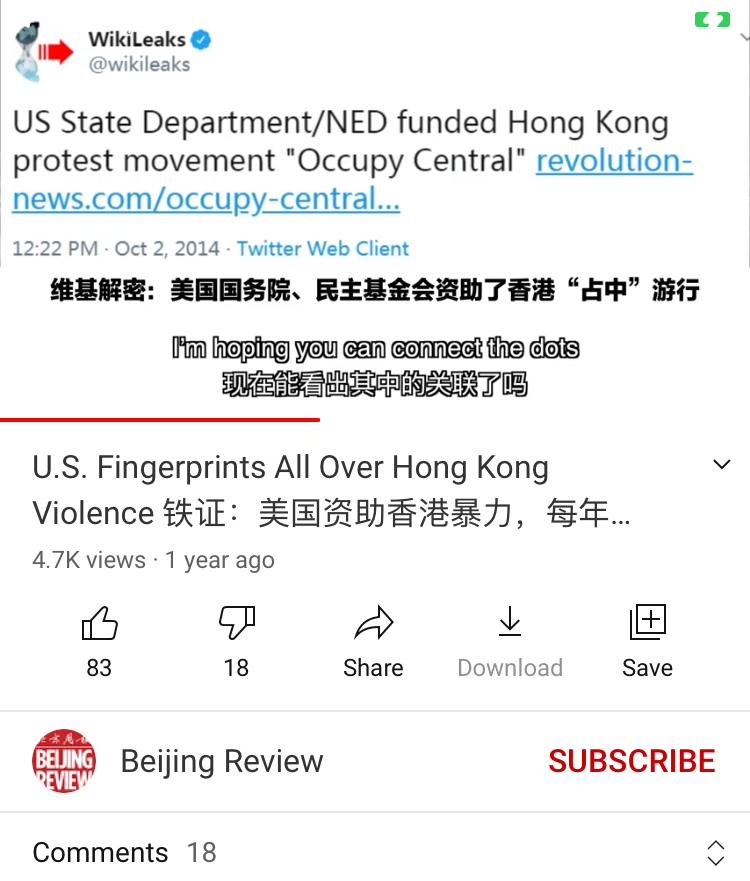 WikiLeaks
@wikileaks
US State Department/NED funded Hong Kong
protest movement "Occupy Central" revolution-
news.com/occupy-central...
12:22 PM · Oct 2, 2014 · Twitter Web Client
维基解密：美国国务院、民主基金会资助了香港“占中”游行
I'm hoping you can connect the dots
现在能看出其中的关联了吗
U.S. Fingerprints All Over Hong Kong
Violence 铁证：美国资助香港暴力，每年...
4.7K views · 1 year ago
83 18 Share Download Save
BEIJING
REVIEW
Beijing Review SUBSCRIBE
Comments 18